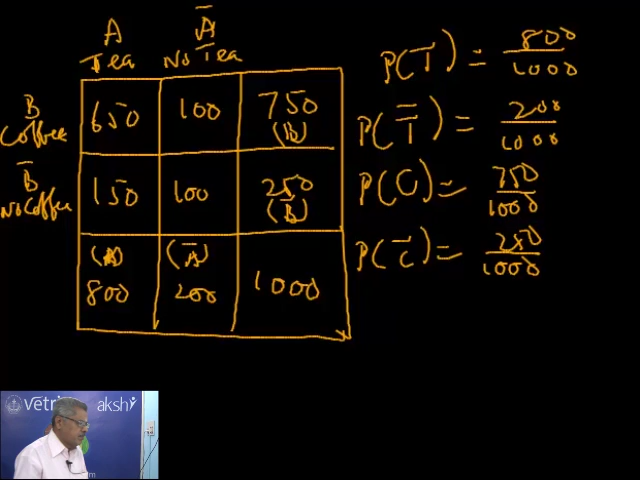 A Ā
Tea No Tea
B Coffee 650 100 750 (B)
B̄ No Coffee 150 100 250 (B̄)
(A) 800 (Ā) 200 1000
P(T) = 800/1000
P(T̄) = 200/1000
P(C) = 750/1000
P(C̄) = 250/1000
akshi